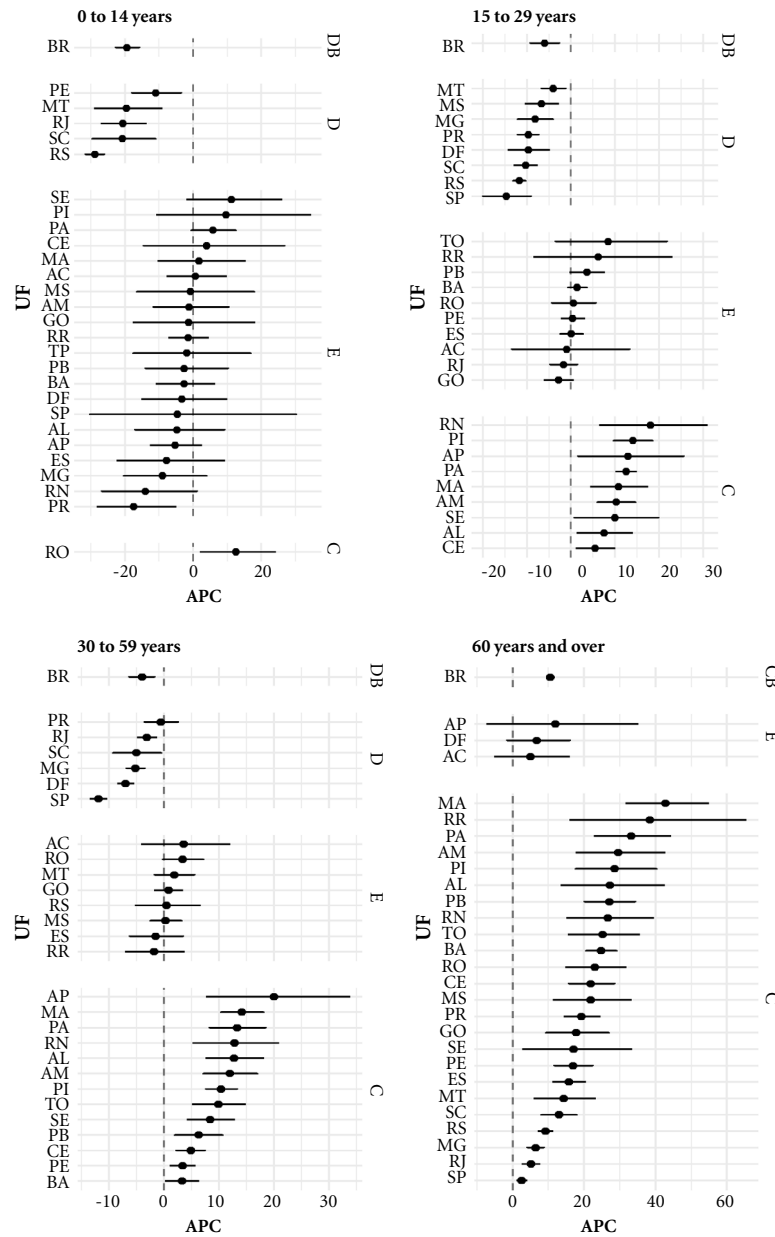 0 to 14 years
BR
DB
PE
MT
RJ
SC
RS
D
SE
PI
PA
CE
MA
AC
MS
AM
GO
RR
TP
PB
BA
DF
SP
AL
AP
ES
MG
RN
PR
E
RO
C
UF
-20 0 20
APC
15 to 29 years
BR
DB
MT
MS
MG
PR
DF
SC
RS
SP
D
TO
RR
PB
BA
RO
PE
ES
AC
RJ
GO
E
RN
PI
AP
PA
MA
AM
SE
AL
CE
C
UF
-20 -10 0 10 20 30
APC
30 to 59 years
BR
DB
PR
RJ
SC
MG
DF
SP
D
AC
RO
MT
GO
RS
MS
ES
RR
E
AP
MA
PA
RN
AL
AM
PI
TO
SE
PB
CE
PE
BA
C
UF
-10 0 10 20 30
APC
60 years and over
BR
CB
AP
DF
AC
E
MA
RR
PA
AM
PI
AL
PB
RN
TO
BA
RO
CE
MS
PR
GO
SE
PE
ES
MT
SC
RS
MG
RJ
SP
C
UF
0 20 40 60
APC